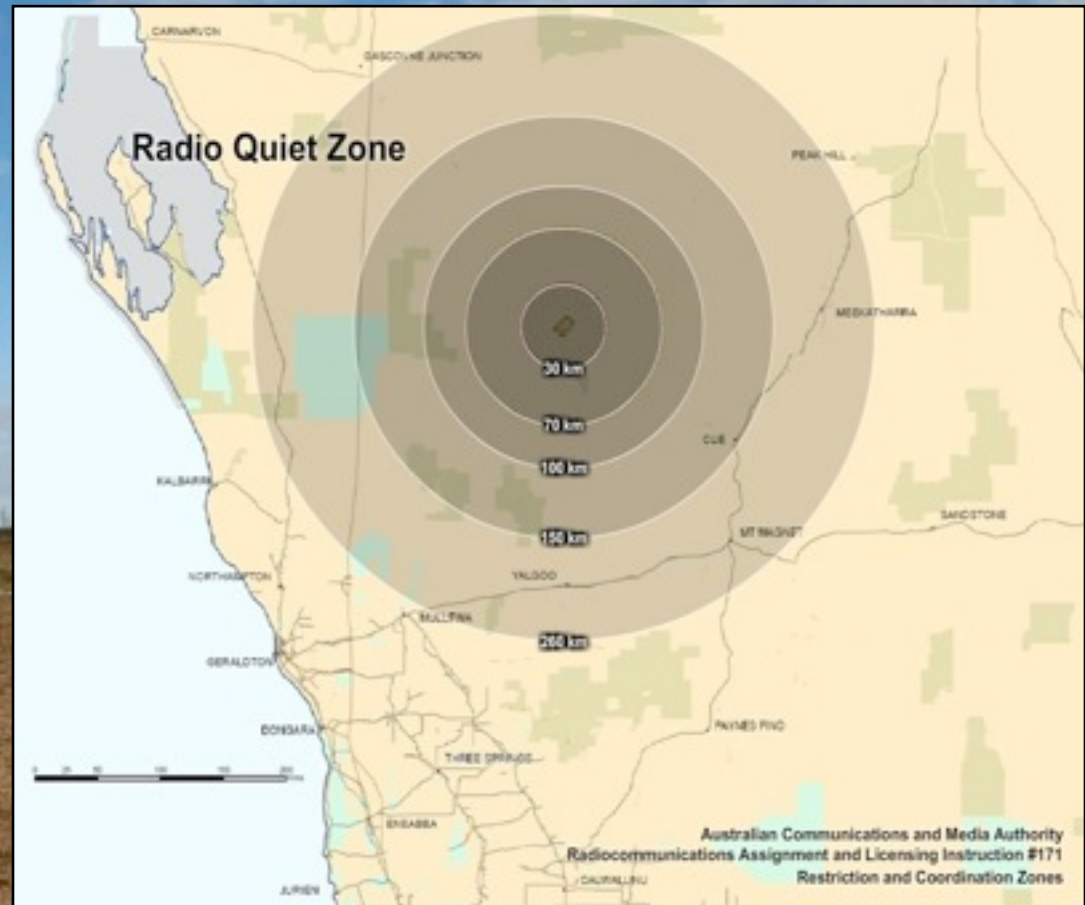 CARNARVON
GASCOYNE JUNCTION
Radio Quiet Zone
PEAK HILL
MEEKATHARRA
30 km
70 km
CUE
100 km
KALBARRI
SANDSTONE
150 km
MT MAGNET
YALGOO
NORTHAMPTON
MULLEWA
260 km
GERALDTON
DONGARA
PAYNES FIND
THREE SPRINGS
ENEABBA
Australian Communications and Media Authority
Radiocommunications Assignment and Licensing Instruction #171
Restriction and Coordination Zones
DALWALLINU
JURIEN